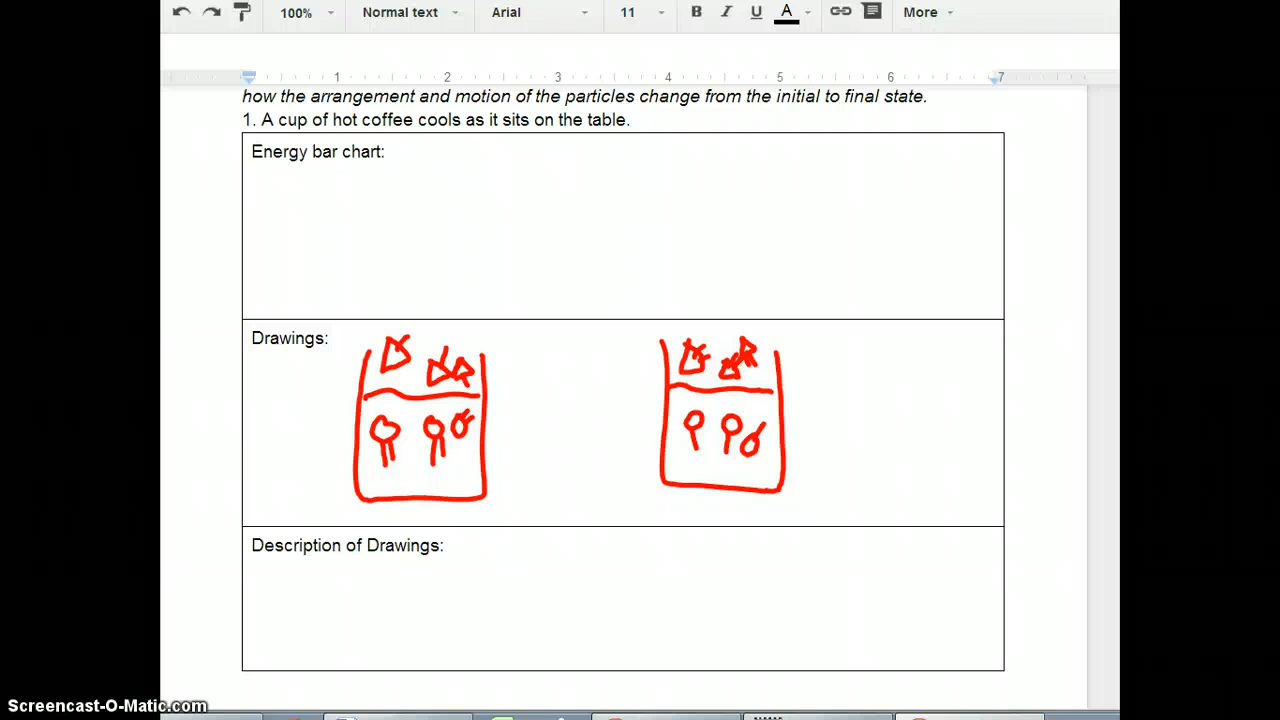 100% Normal text Arial 11 B I U A More
1 2 3 4 5 6 7
how the arrangement and motion of the particles change from the initial to final state.
1. A cup of hot coffee cools as it sits on the table.
Energy bar chart:
Drawings:
Description of Drawings:
Screencast-O-Matic.com